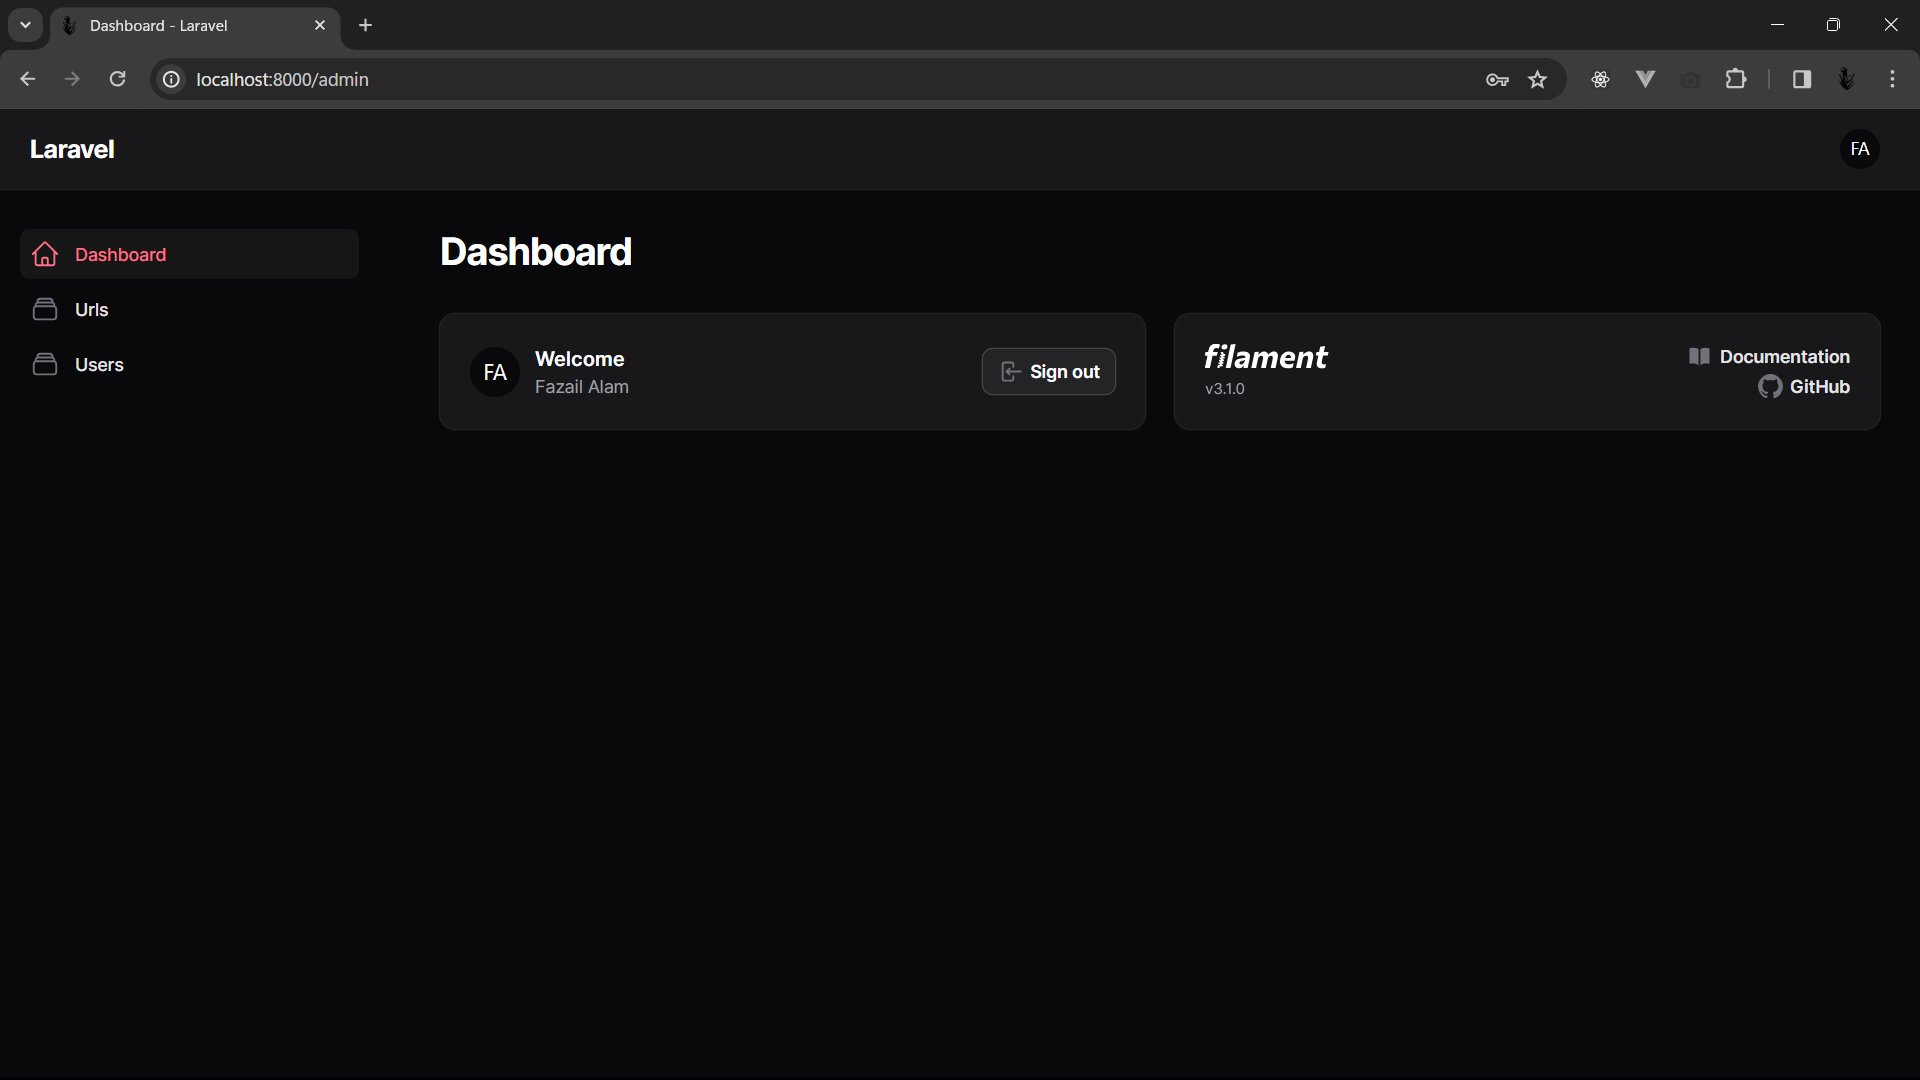 Dashboard - Laravel
localhost:8000/admin
Laravel
FA
Dashboard
Urls
Users
Dashboard
FA
Welcome
Fazail Alam
Sign out
filament
v3.1.0
Documentation
GitHub